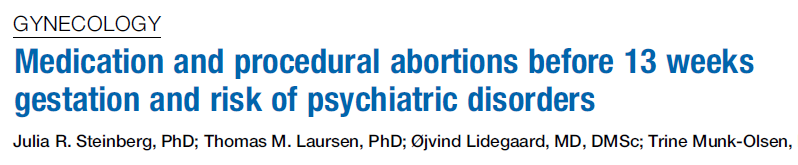 GYNECOLOGY
Medication and procedural abortions before 13 weeks
gestation and risk of psychiatric disorders
Julia R. Steinberg, PhD; Thomas M. Laursen, PhD; Øjvind Lidegaard, MD, DMSc; Trine Munk-Olsen,